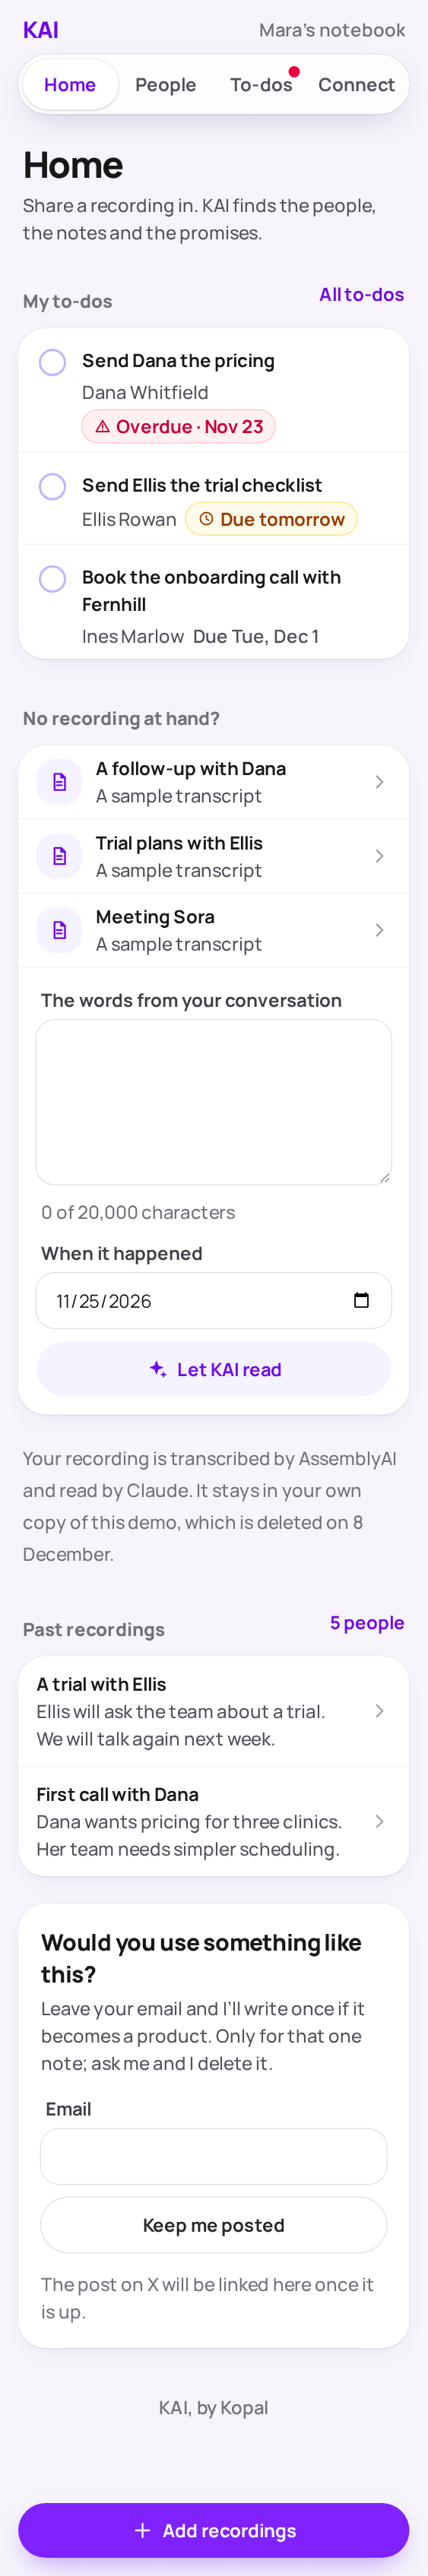 KAI
Mara's notebook
Home
People
To-dos
Connect
Home
Share a recording in. KAI finds the people,
the notes and the promises.
My to-dos
All to-dos
Send Dana the pricing
Dana Whitfield
Overdue · Nov 23
Send Ellis the trial checklist
Ellis Rowan
Due tomorrow
Book the onboarding call with
Fernhill
Ines Marlow Due Tue, Dec 1
No recording at hand?
A follow-up with Dana
A sample transcript
Trial plans with Ellis
A sample transcript
Meeting Sora
A sample transcript
The words from your conversation
0 of 20,000 characters
When it happened
11/25/2026
Let KAI read
Your recording is transcribed by AssemblyAI
and read by Claude. It stays in your own
copy of this demo, which is deleted on 8
December.
Past recordings
5 people
A trial with Ellis
Ellis will ask the team about a trial.
We will talk again next week.
First call with Dana
Dana wants pricing for three clinics.
Her team needs simpler scheduling.
Would you use something like
this?
Leave your email and I'll write once if it
becomes a product. Only for that one
note; ask me and I delete it.
Email
Keep me posted
The post on X will be linked here once it
is up.
KAI, by Kopal
Add recordings